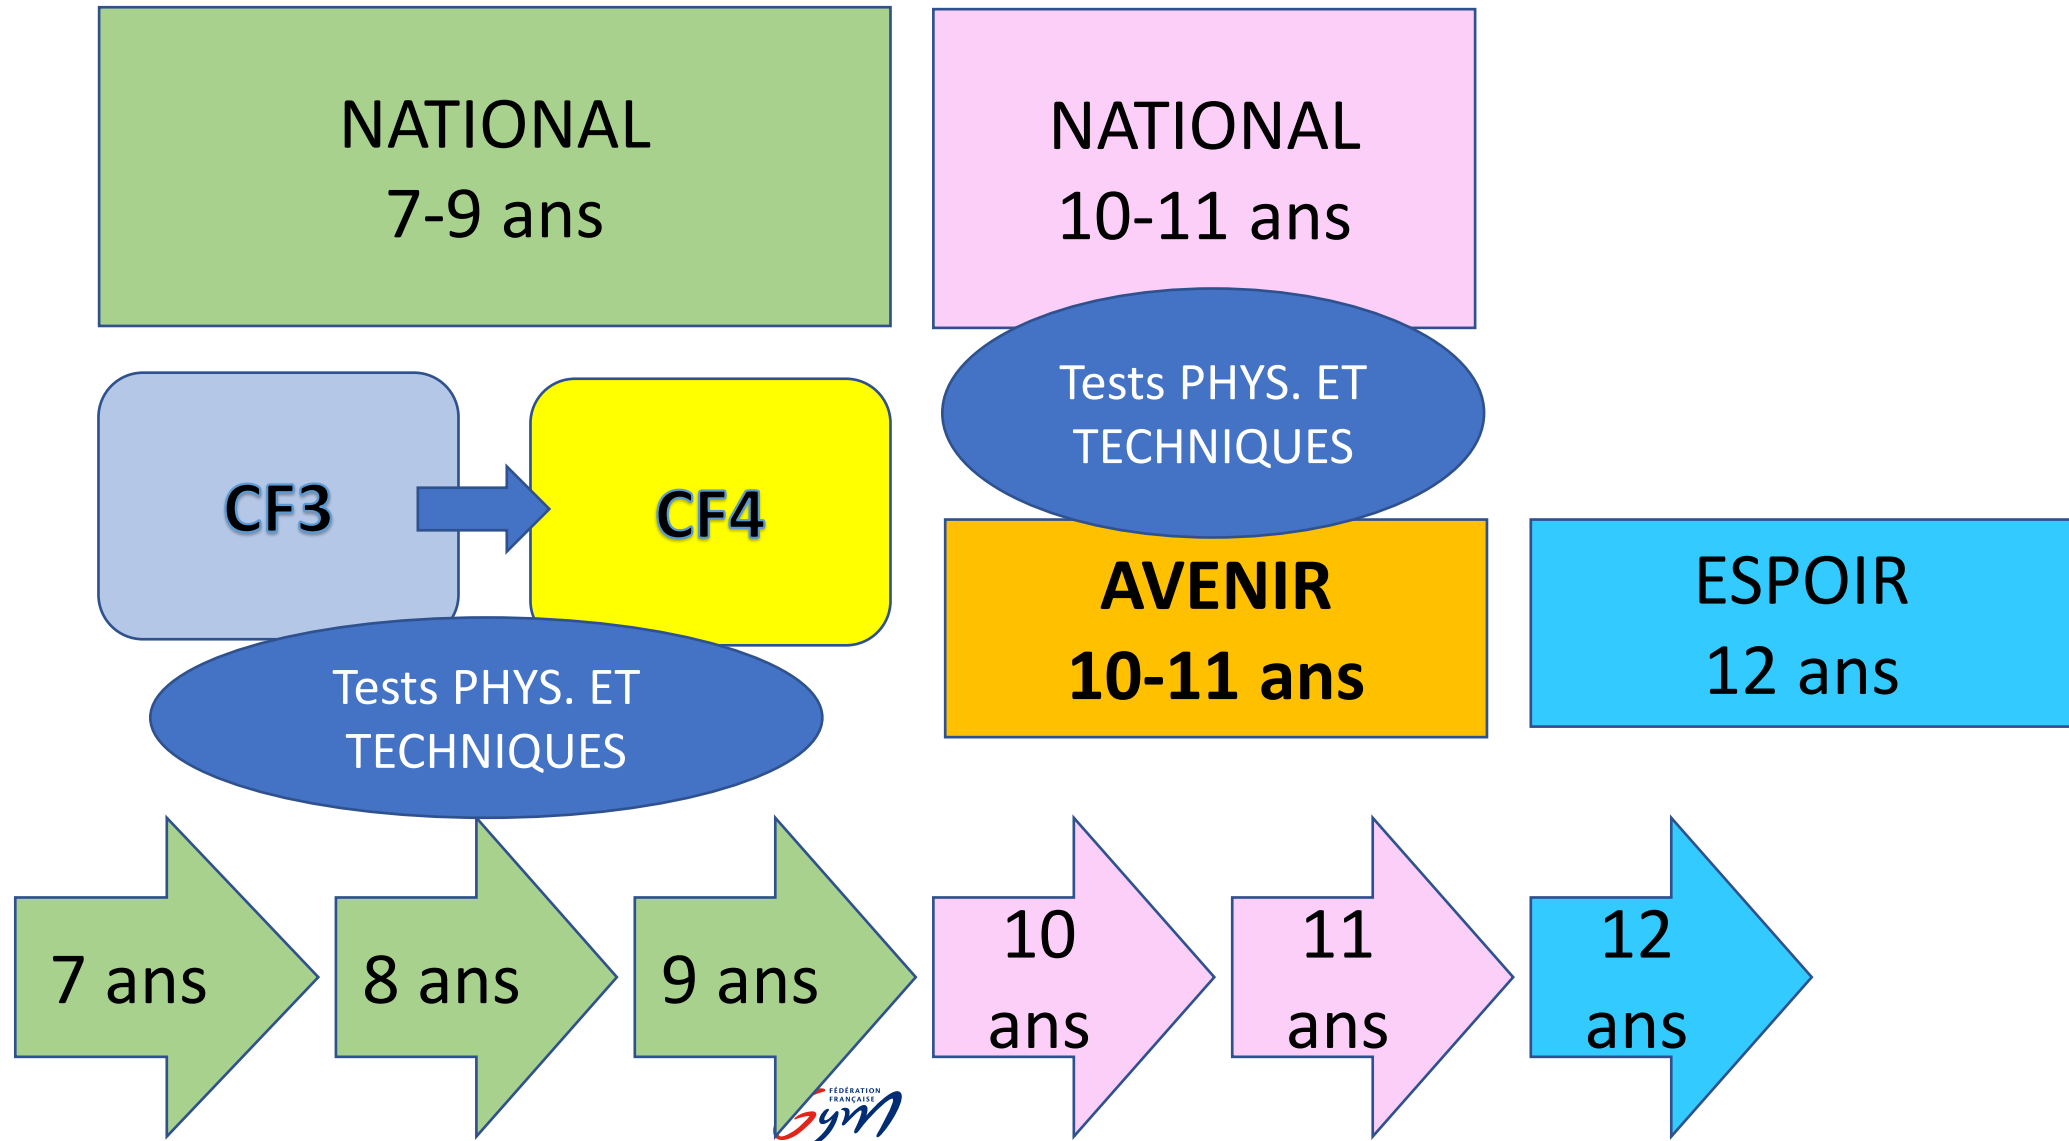 NATIONAL
7-9 ans
NATIONAL
10-11 ans
Tests PHYS. ET
TECHNIQUES
CF3
CF4
AVENIR
10-11 ans
ESPOIR
12 ans
Tests PHYS. ET
TECHNIQUES
7 ans
8 ans
9 ans
10
ans
11
ans
12
ans
FÉDÉRATION
FRANÇAISE
Gym